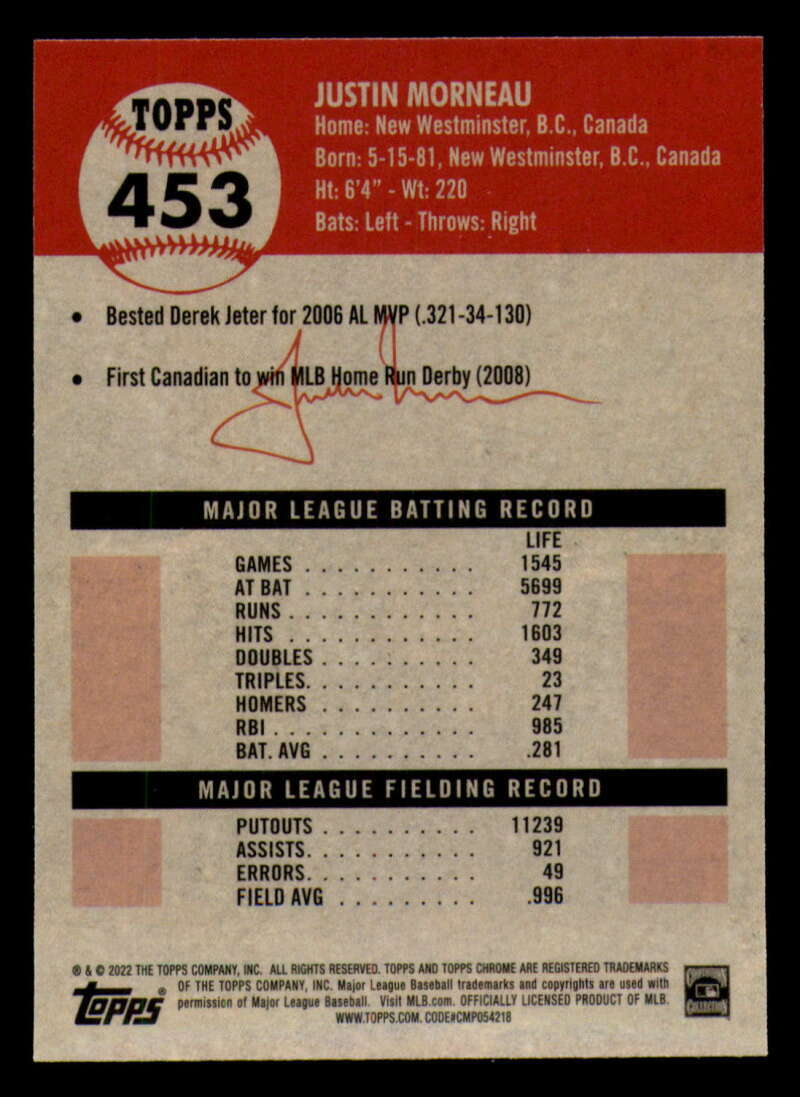 TOPPS
453
JUSTIN MORNEAU
Home: New Westminster, B.C., Canada
Born: 5-15-81, New Westminster, B.C., Canada
Ht: 6'4" - Wt: 220
Bats: Left - Throws: Right
• Bested Derek Jeter for 2006 AL MVP (.321-34-130)
• First Canadian to win MLB Home Run Derby (2008)
MAJOR LEAGUE BATTING RECORD
LIFE
GAMES . . . . . . . . . . . 1545
AT BAT . . . . . . . . . . . 5699
RUNS . . . . . . . . . . . . 772
HITS . . . . . . . . . . . . 1603
DOUBLES . . . . . . . . . . 349
TRIPLES. . . . . . . . . . . 23
HOMERS . . . . . . . . . . 247
RBI . . . . . . . . . . . . . 985
BAT. AVG . . . . . . . . . . .281
MAJOR LEAGUE FIELDING RECORD
PUTOUTS . . . . . . . . . . 11239
ASSISTS. . . . . . . . . . . 921
ERRORS. . . . . . . . . . . 49
FIELD AVG . . . . . . . . . .996
® & © 2022 THE TOPPS COMPANY, INC. ALL RIGHTS RESERVED. TOPPS AND TOPPS CHROME ARE REGISTERED TRADEMARKS
OF THE TOPPS COMPANY, INC. Major League Baseball trademarks and copyrights are used with
permission of Major League Baseball. Visit MLB.com. OFFICIALLY LICENSED PRODUCT OF MLB.
WWW.TOPPS.COM. CODE#CMP054218
Topps®
COOPERSTOWN
COLLECTION